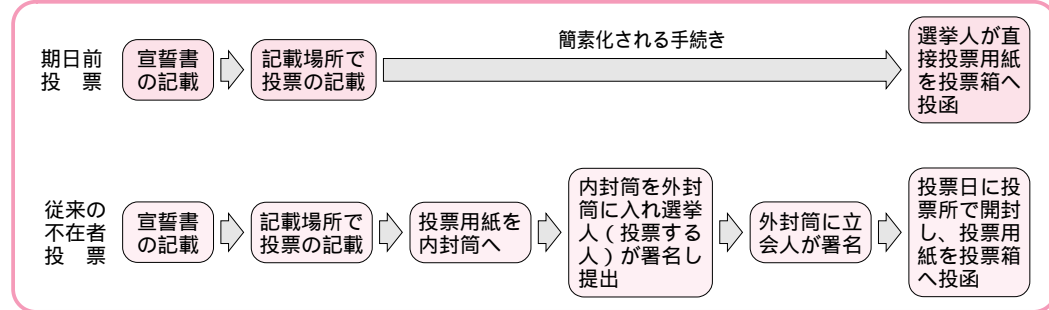 期日前
投　票
宣誓書
の記載
記載場所で
投票の記載
簡素化される手続き
選挙人が直
接投票用紙
を投票箱へ
投函
従来の
不在者
投　票
宣誓書
の記載
記載場所で
投票の記載
投票用紙を
内封筒へ
内封筒を外封
筒に入れ選挙
人（投票する
人）が署名し
提出
外封筒に立
会人が署名
投票日に投
票所で開封
し、投票用
紙を投票箱
へ投函